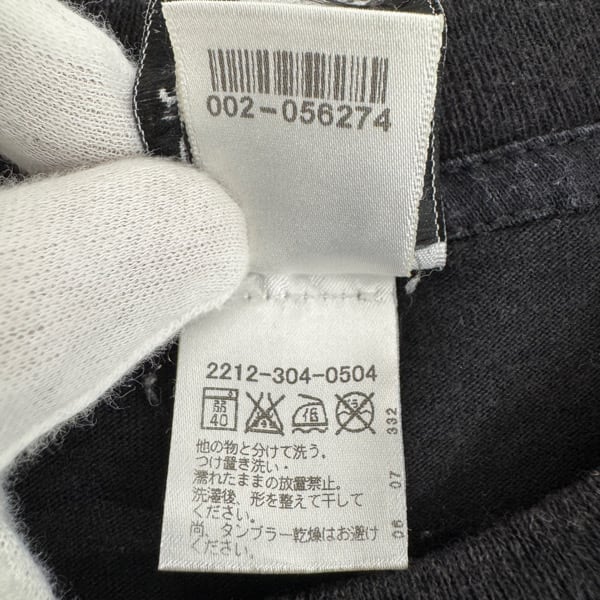 002-056274
2212-304-0504
弱
40
低
他の物と分けて洗う.
つけ置き洗い・
濡れたままの放置禁止。
洗濯後、形を整えて干して
ください。
尚、タンブラー乾燥はお避け
ください。
06 07 332